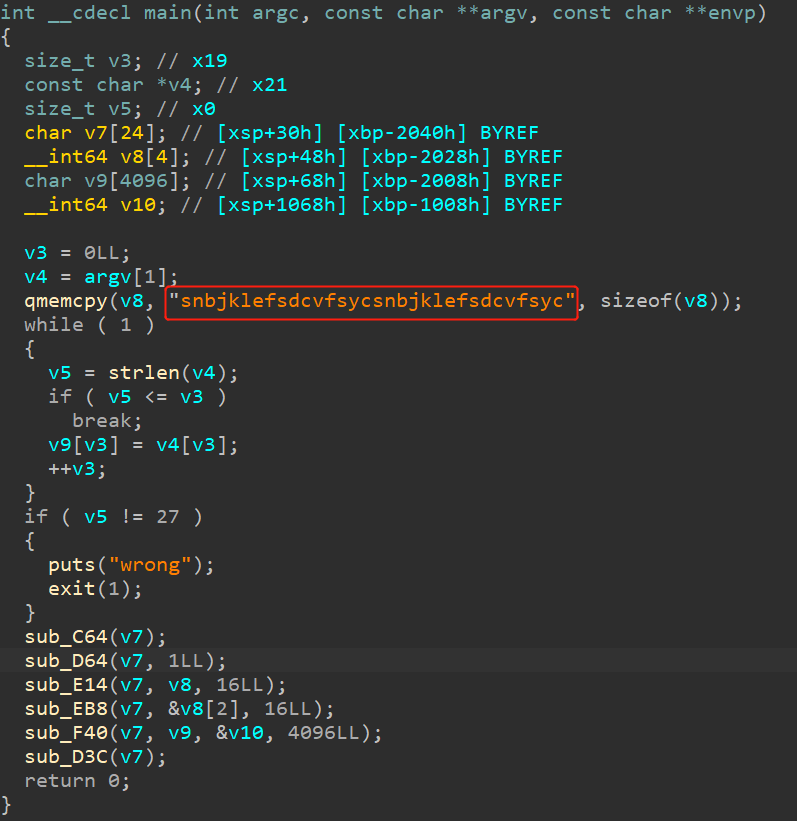 int __cdecl main(int argc, const char **argv, const char **envp)
{
  size_t v3; // x19
  const char *v4; // x21
  size_t v5; // x0
  char v7[24]; // [xsp+30h] [xbp-2040h] BYREF
  __int64 v8[4]; // [xsp+48h] [xbp-2028h] BYREF
  char v9[4096]; // [xsp+68h] [xbp-2008h] BYREF
  __int64 v10; // [xsp+1068h] [xbp-1008h] BYREF

  v3 = 0LL;
  v4 = argv[1];
  qmemcpy(v8, "snbjklefsdcvfsycsnbjklefsdcvfsyc", sizeof(v8));
  while ( 1 )
  {
    v5 = strlen(v4);
    if ( v5 <= v3 )
      break;
    v9[v3] = v4[v3];
    ++v3;
  }
  if ( v5 != 27 )
  {
    puts("wrong");
    exit(1);
  }
  sub_C64(v7);
  sub_D64(v7, 1LL);
  sub_E14(v7, v8, 16LL);
  sub_EB8(v7, &v8[2], 16LL);
  sub_F40(v7, v9, &v10, 4096LL);
  sub_D3C(v7);
  return 0;
}